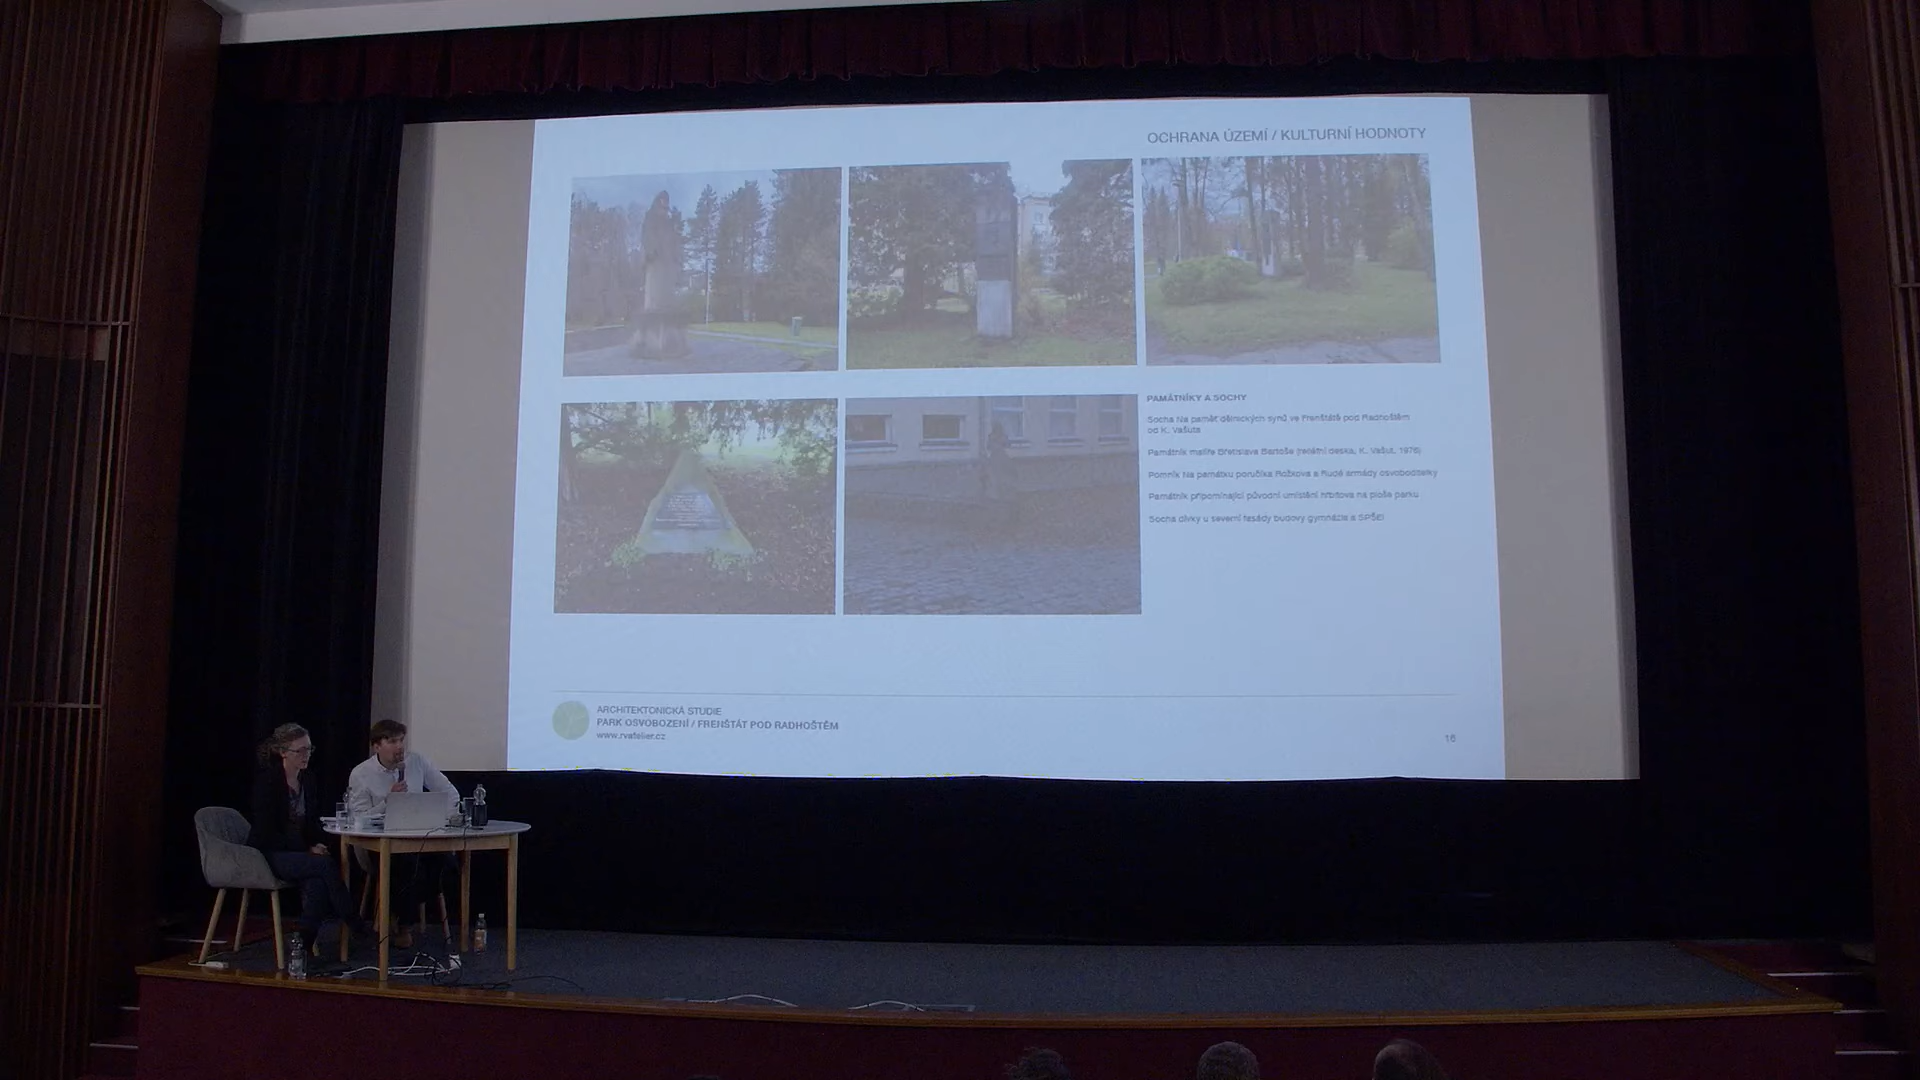 OCHRANA ÚZEMÍ / KULTURNÍ HODNOTY
PAMÁTNÍKY A SOCHY
Socha Na paměť dělnických synů ve Frenštátě pod Radhoštěm
od K. Vašuta
Památník malíře Břetislava Bartoše (reliéfní deska, K. Vašut, 1976)
Pomník Na památku poručíka Rožkova a Rudé armády osvoboditelky
Památník připomínající původní umístění hřbitova na ploše parku
Socha dívky u severní fasády budovy gymnázia a SPŠEI
ARCHITEKTONICKÁ STUDIE
PARK OSVOBOZENÍ / FRENŠTÁT POD RADHOŠTĚM
www.rvatelier.cz
16